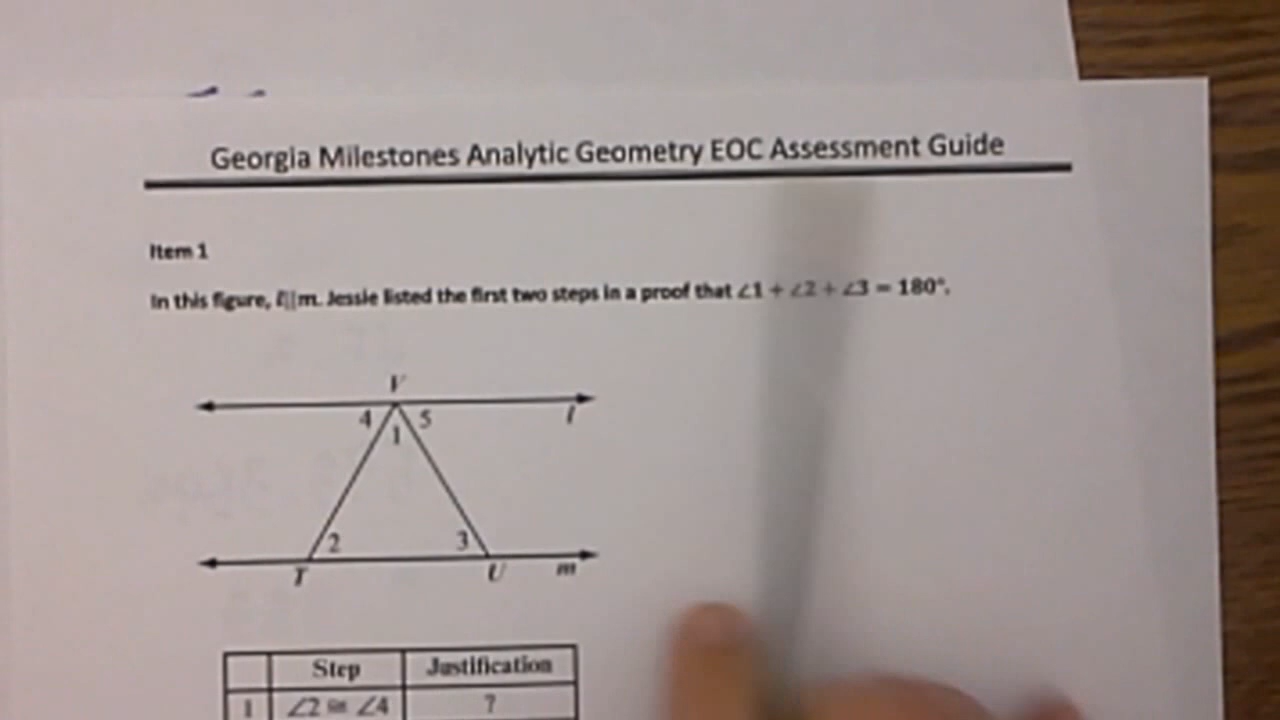 Georgia Milestones Analytic Geometry EOC Assessment Guide
Item 1
In this figure, ℓ||m. Jessie listed the first two steps in a proof that ∠1 + ∠2 + ∠3 = 180°.
V
4 5
l
1
2 3
T U m
Step Justification
1 ∠2 ≅ ∠4 ?